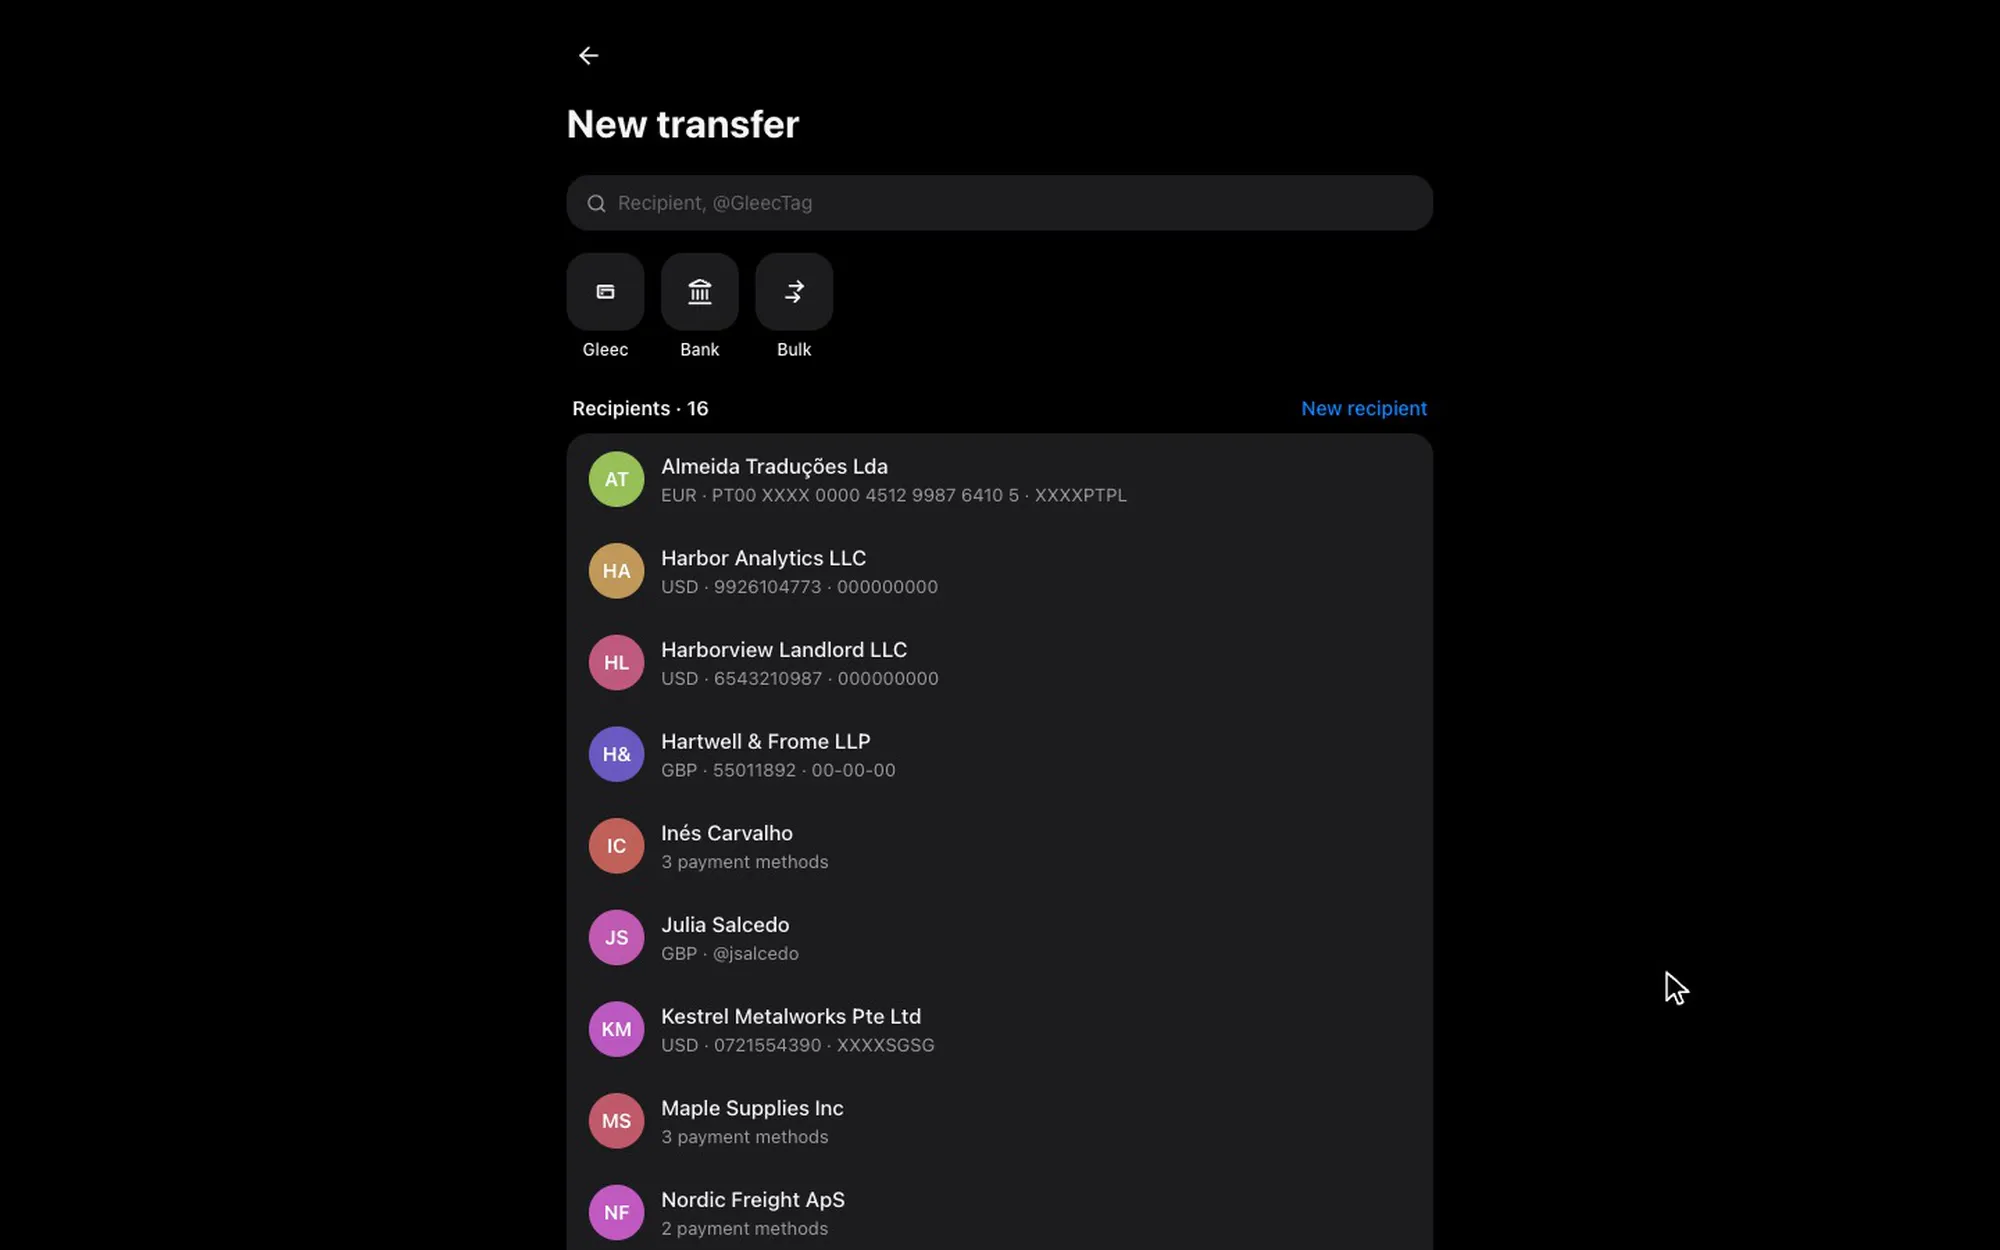 New transfer
Recipient, @GleecTag
Gleec
Bank
Bulk
Recipients · 16
New recipient
AT
Almeida Traduções Lda
EUR · PT00 XXXX 0000 4512 9987 6410 5 · XXXXPTPL
HA
Harbor Analytics LLC
USD · 9926104773 · 000000000
HL
Harborview Landlord LLC
USD · 6543210987 · 000000000
H&
Hartwell & Frome LLP
GBP · 55011892 · 00-00-00
IC
Inés Carvalho
3 payment methods
JS
Julia Salcedo
GBP · @jsalcedo
KM
Kestrel Metalworks Pte Ltd
USD · 0721554390 · XXXXSGSG
MS
Maple Supplies Inc
3 payment methods
NF
Nordic Freight ApS
2 payment methods